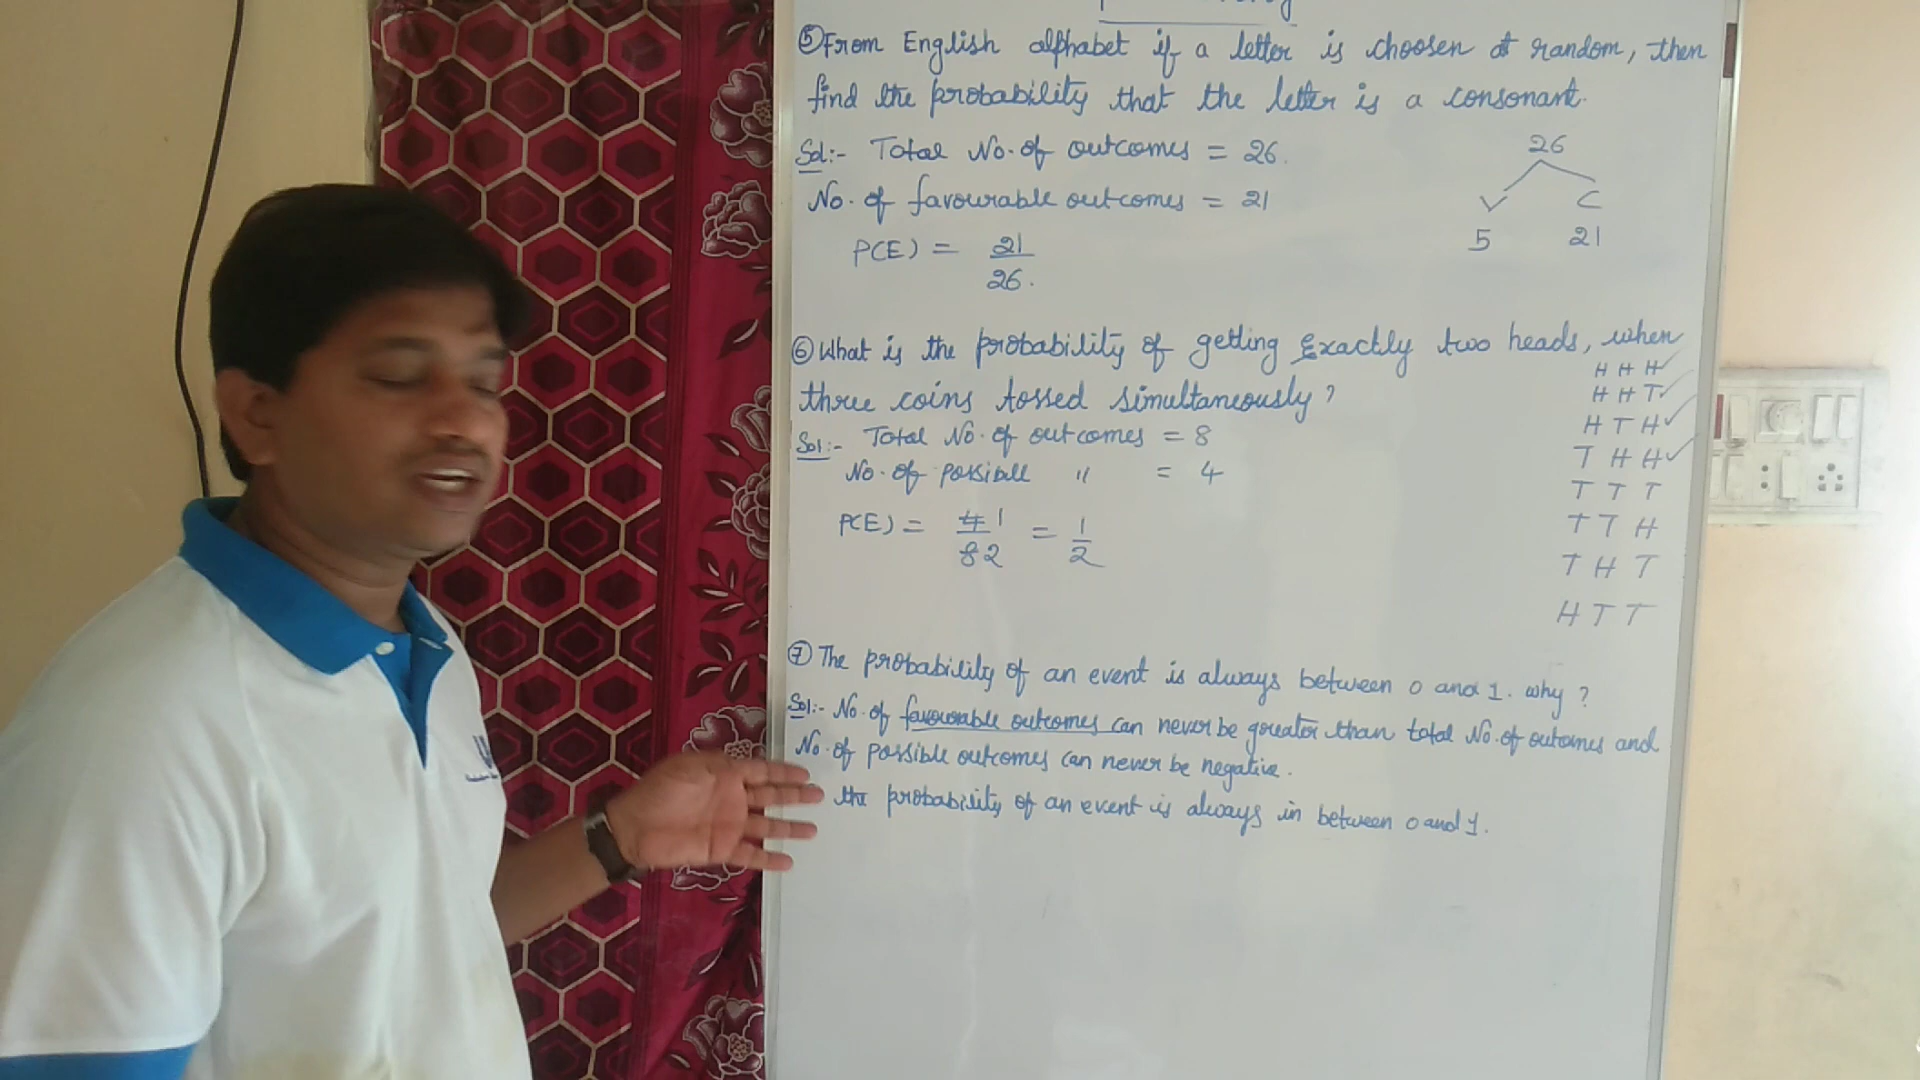 ⑤ From English alphabet if a letter is choosen at random, then
find the probability that the letter is a consonant.
Sol:- Total No. of outcomes = 26.
26
No. of favourable outcomes = 21
V C
5 21
P(E) = 21/26.
⑥ What is the probability of getting Exactly two heads, when
three coins tossed simultaneously?
Sol:- Total No. of outcomes = 8
No. of possible " = 4
P(E) = 4 1/8 2 = 1/2
H H H ✓
H H T ✓
H T H ✓
T H H ✓
T T T
T T H
T H T
H T T
⑦ The probability of an event is always between 0 and 1. why?
Sol:- No. of favourable outcomes can never be greater than total No. of outcomes and
No. of possible outcomes can never be negative.
the probability of an event is always in between 0 and 1.